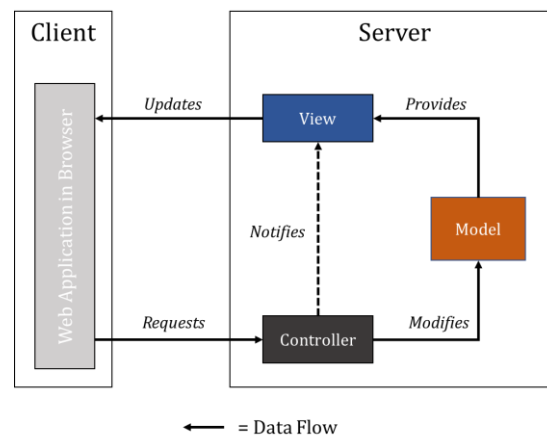 Client
Server
Updates
View
Provides
Web Application in Browser
Notifies
Model
Requests
Controller
Modifies
= Data Flow